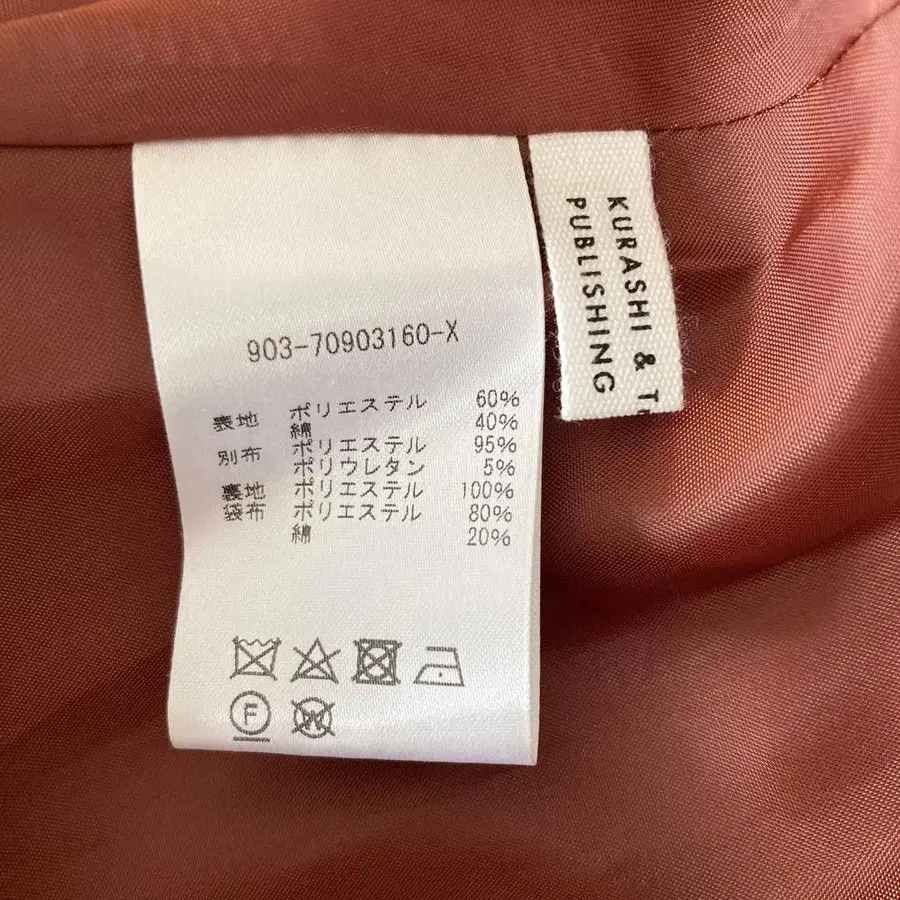 903-70903160-X
表地 ポリエステル 60%
綿 40%
別布 ポリエステル 95%
ポリウレタン 5%
裏地 ポリエステル 100%
袋布 ポリエステル 80%
綿 20%
F
W
KURASHI & T
PUBLISHING